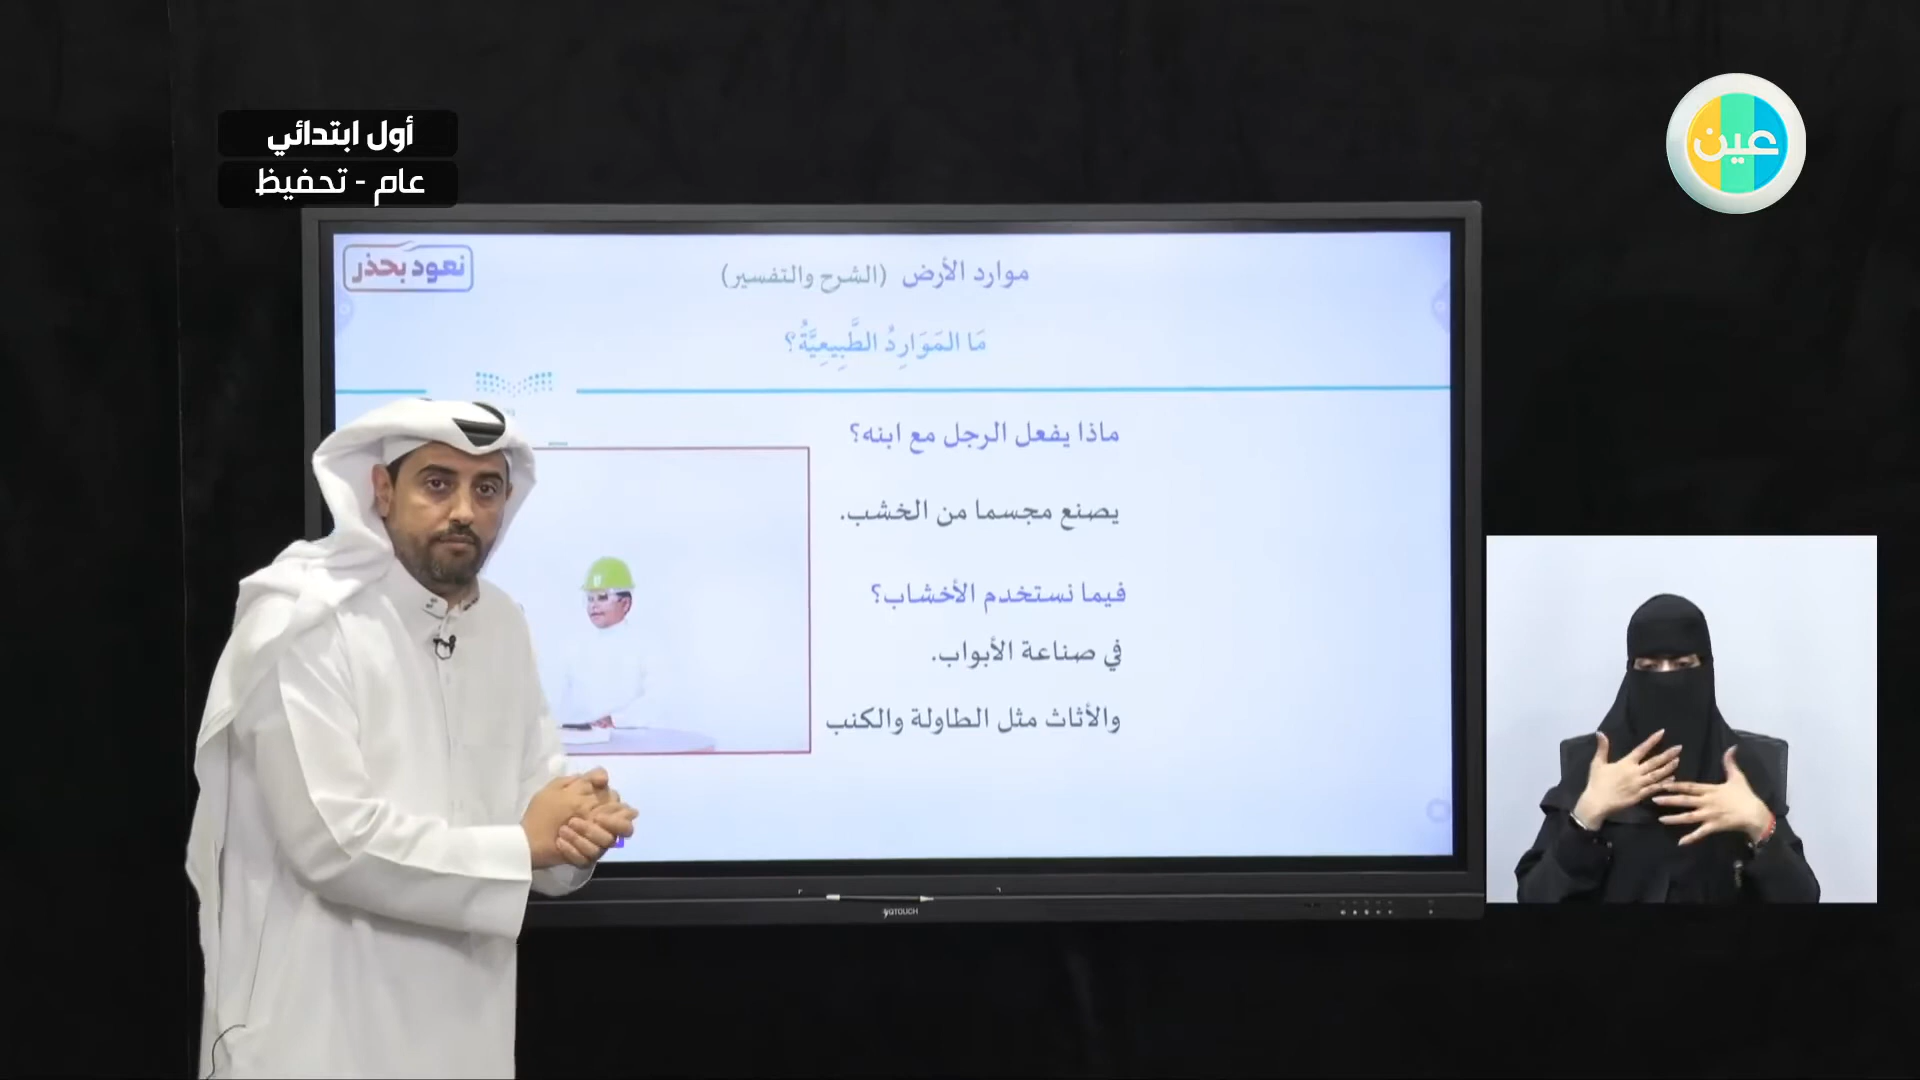 أول ابتدائي
عام - تحفيظ
عين
نعود بحذر
موارد الأرض (الشرح والتفسير)
مَا المَوَارِدُ الطَّبِيعِيَّةُ؟
ماذا يفعل الرجل مع ابنه؟
يصنع مجسما من الخشب.
فيما نستخدم الأخشاب؟
في صناعة الأبواب.
والأثاث مثل الطاولة والكنب
TOUCH